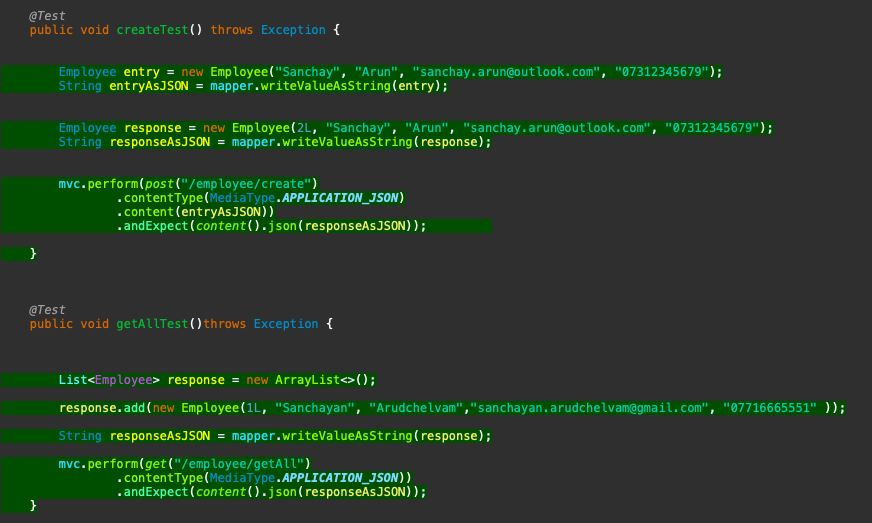 @Test
public void createTest() throws Exception {
Employee entry = new Employee("Sanchay", "Arun", "sanchay.arun@outlook.com", "07312345679");
String entryAsJSON = mapper.writeValueAsString(entry);
Employee response = new Employee(2L, "Sanchay", "Arun", "sanchay.arun@outlook.com", "07312345679");
String responseAsJSON = mapper.writeValueAsString(response);
mvc.perform(post("/employee/create")
.contentType(MediaType.APPLICATION_JSON)
.content(entryAsJSON))
.andExpect(content().json(responseAsJSON));
}
@Test
public void getAllTest()throws Exception {
List<Employee> response = new ArrayList<>();
response.add(new Employee(1L, "Sanchayan", "Arudchelvam","sanchayan.arudchelvam@gmail.com", "07716665551" ));
String responseAsJSON = mapper.writeValueAsString(response);
mvc.perform(get("/employee/getAll")
.contentType(MediaType.APPLICATION_JSON))
.andExpect(content().json(responseAsJSON));
}